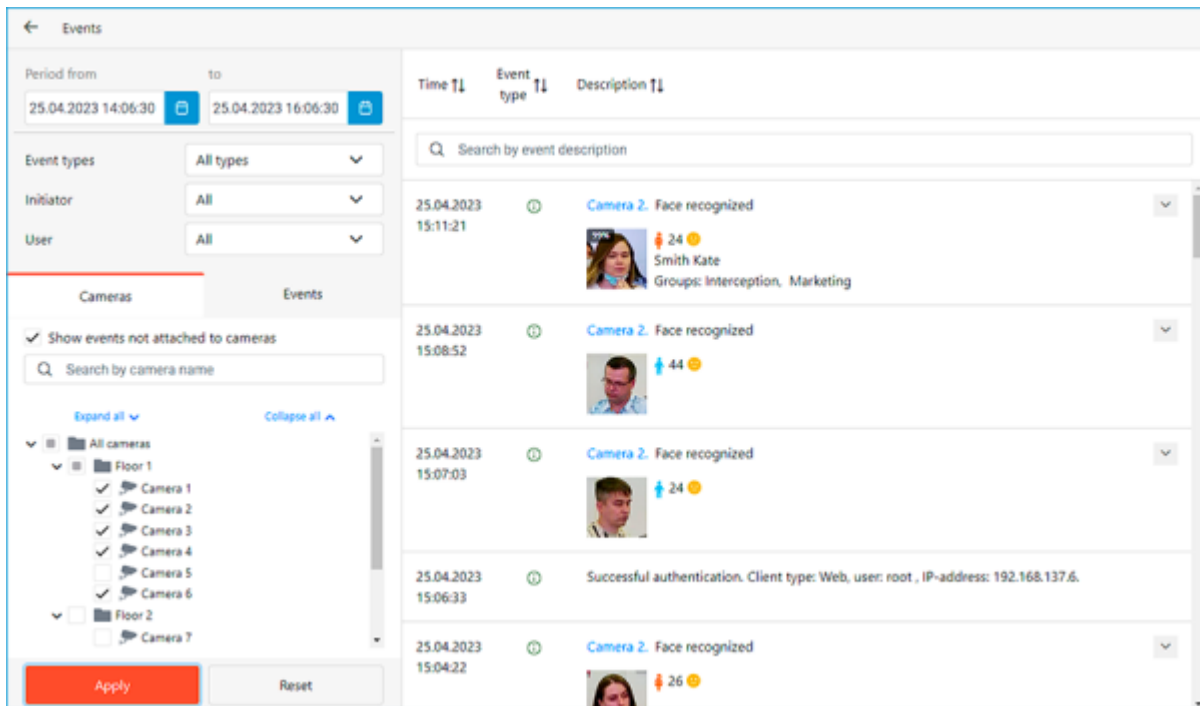 Events
Period from to
25.04.2023 14:06:30 25.04.2023 16:06:30
Event types All types
Initiator All
User All
Cameras Events
Show events not attached to cameras
Search by camera name
Expand all Collapse all
All cameras
Floor 1
Camera 1
Camera 2
Camera 3
Camera 4
Camera 5
Camera 6
Floor 2
Camera 7
Apply Reset
Time Event type Description
Search by event description
25.04.2023 Camera 2. Face recognized
15:11:21
99% 24
Smith Kate
Groups: Interception, Marketing
25.04.2023 Camera 2. Face recognized
15:08:52
44
25.04.2023 Camera 2. Face recognized
15:07:03
24
25.04.2023 Successful authentication. Client type: Web, user: root , IP-address: 192.168.137.6.
15:06:33
25.04.2023 Camera 2. Face recognized
15:04:22
26